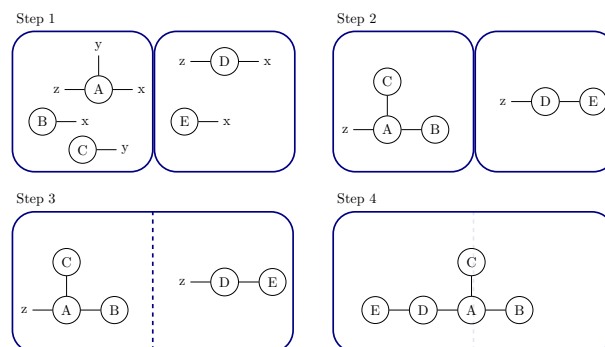 Step 1
y
z A x
B x
C y
z D x
E x
Step 2
C
z A B
z D E
Step 3
C
z A B
z D E
Step 4
C
E D A B